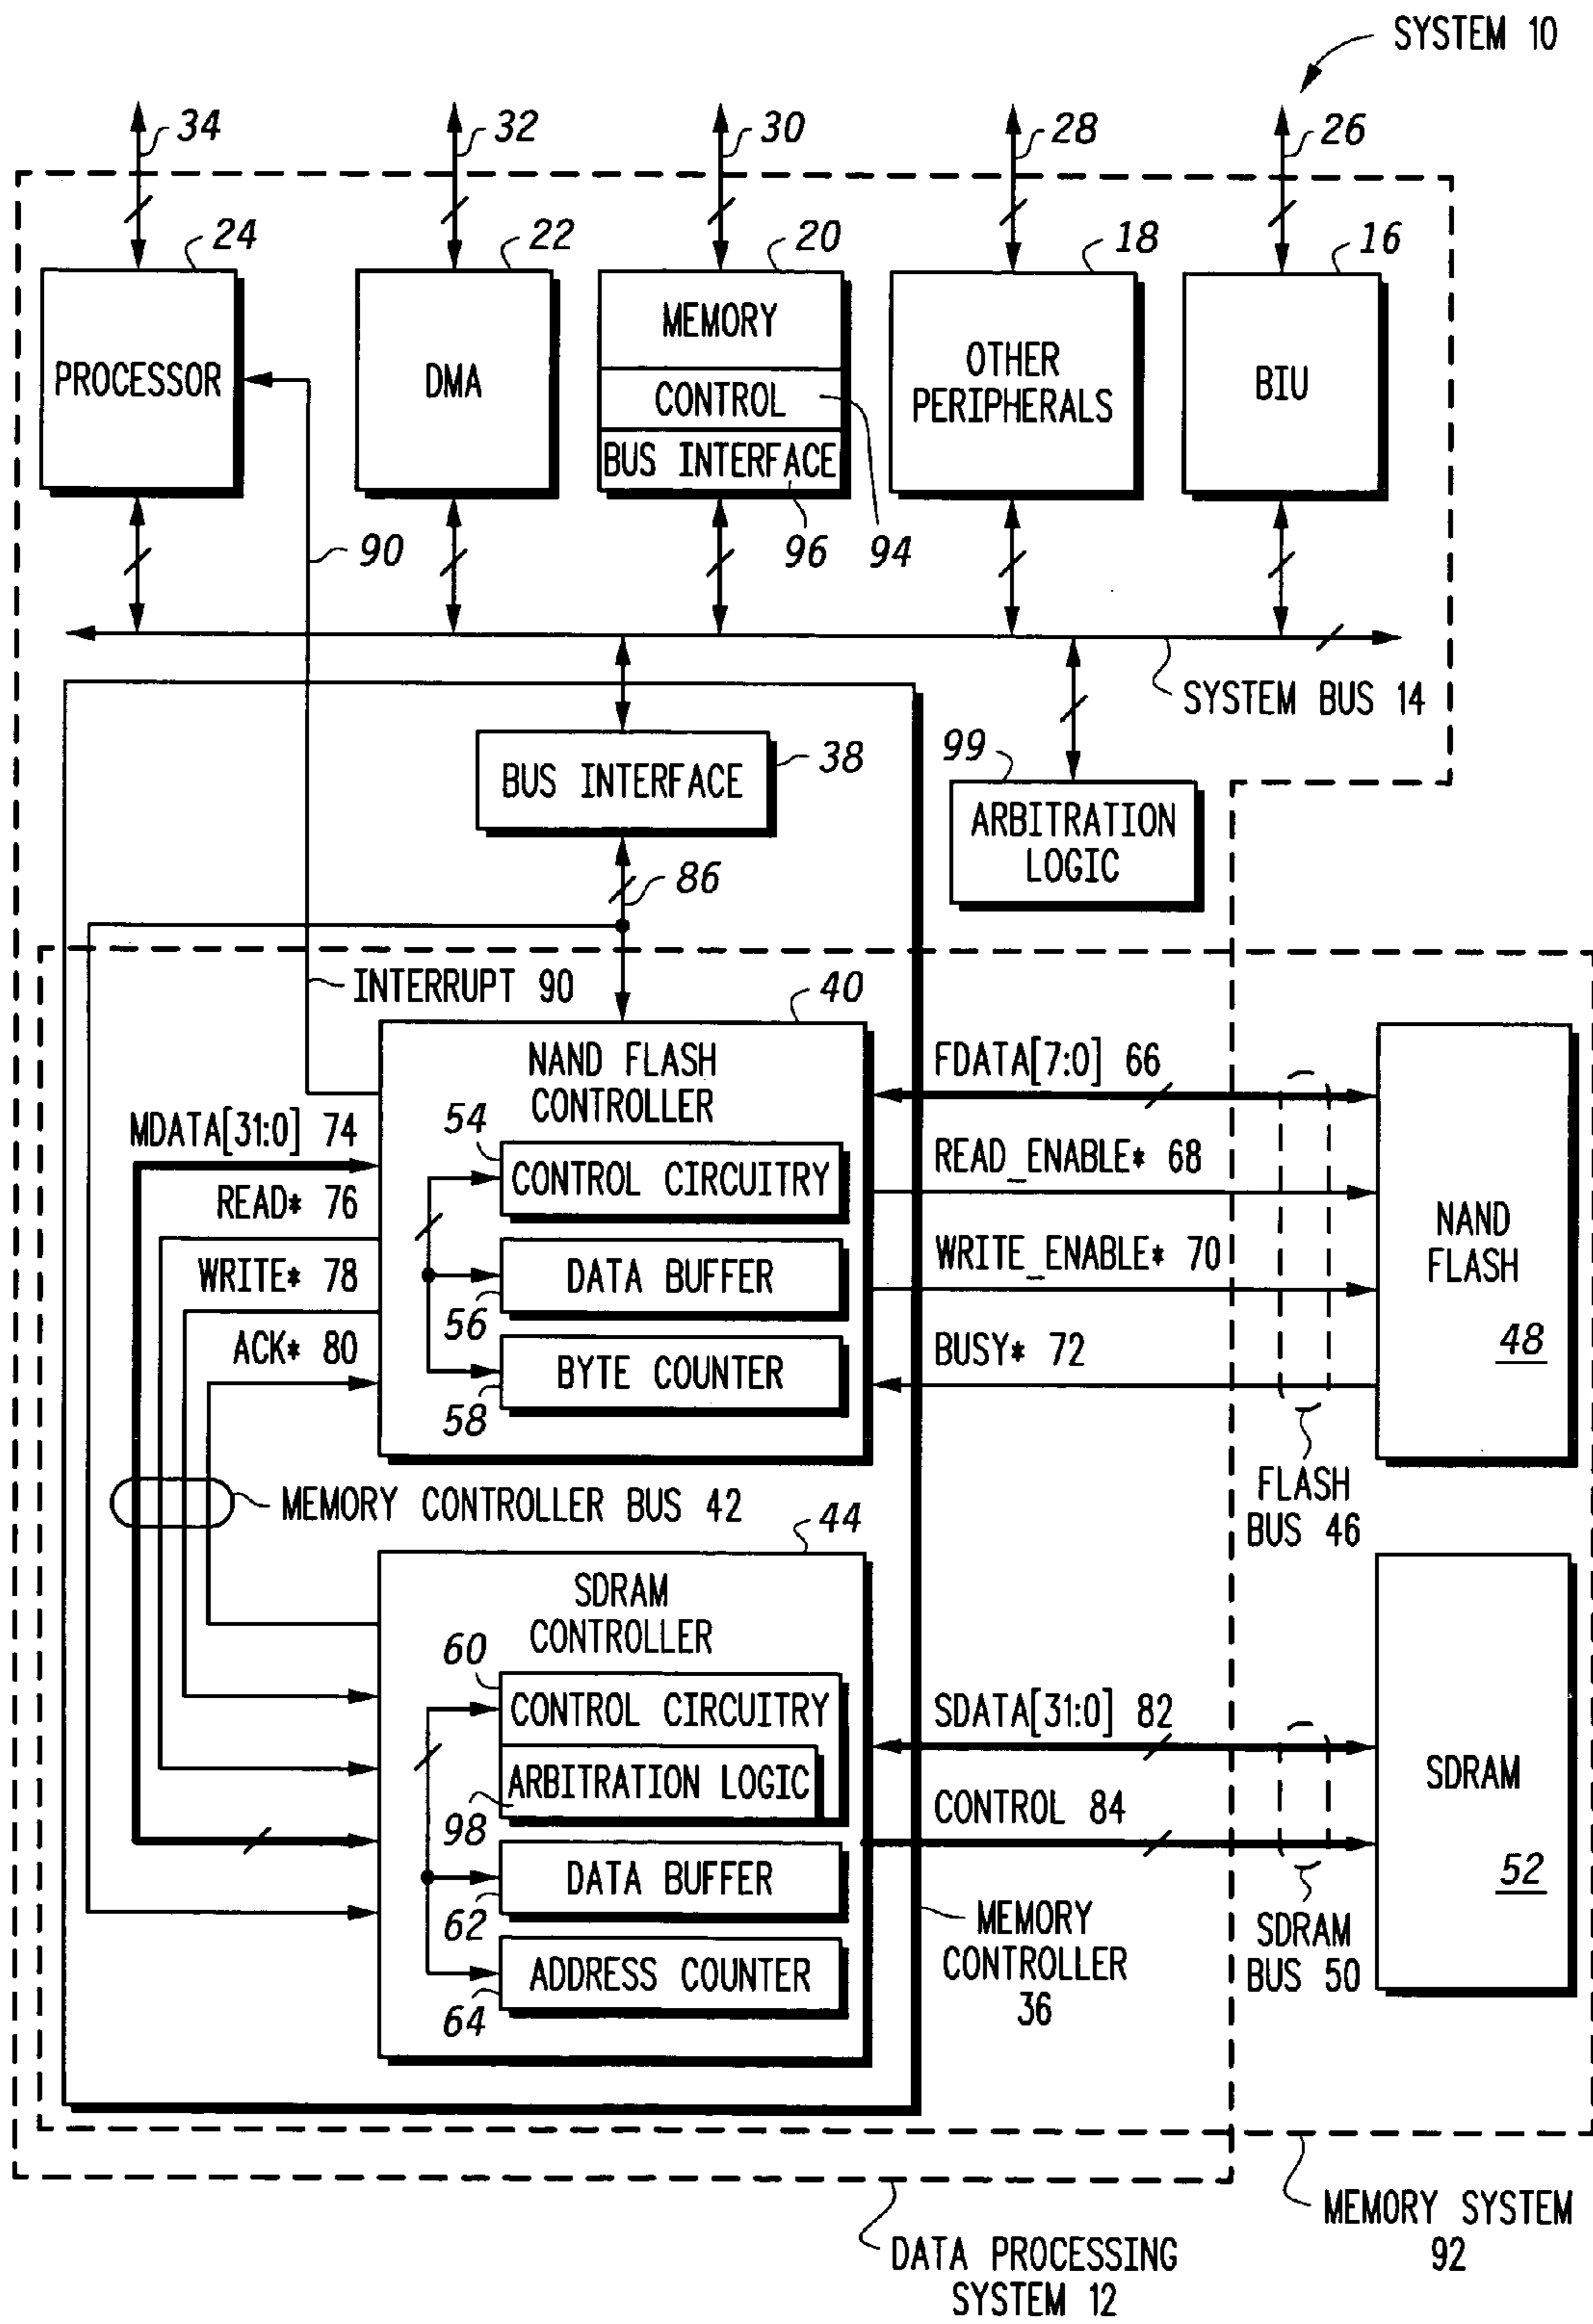 SYSTEM 10
34
32
30
28
26
24
22
20
18
16
PROCESSOR
DMA
MEMORY
CONTROL
BUS INTERFACE
OTHER
PERIPHERALS
BIU
90
96
94
SYSTEM BUS 14
BUS INTERFACE
38
99
ARBITRATION
LOGIC
86
INTERRUPT 90
40
NAND FLASH
CONTROLLER
54
CONTROL CIRCUITRY
DATA BUFFER
56
BYTE COUNTER
58
MDATA[31:0] 74
READ* 76
WRITE* 78
ACK* 80
FDATA[7:0] 66
READ_ENABLE* 68
WRITE_ENABLE* 70
BUSY* 72
NAND
FLASH
48
FLASH
BUS 46
MEMORY CONTROLLER BUS 42
44
SDRAM
CONTROLLER
60
CONTROL CIRCUITRY
ARBITRATION LOGIC
98
DATA BUFFER
62
ADDRESS COUNTER
64
SDATA[31:0] 82
CONTROL 84
SDRAM
52
SDRAM
BUS 50
MEMORY
CONTROLLER
36
MEMORY SYSTEM
92
DATA PROCESSING
SYSTEM 12